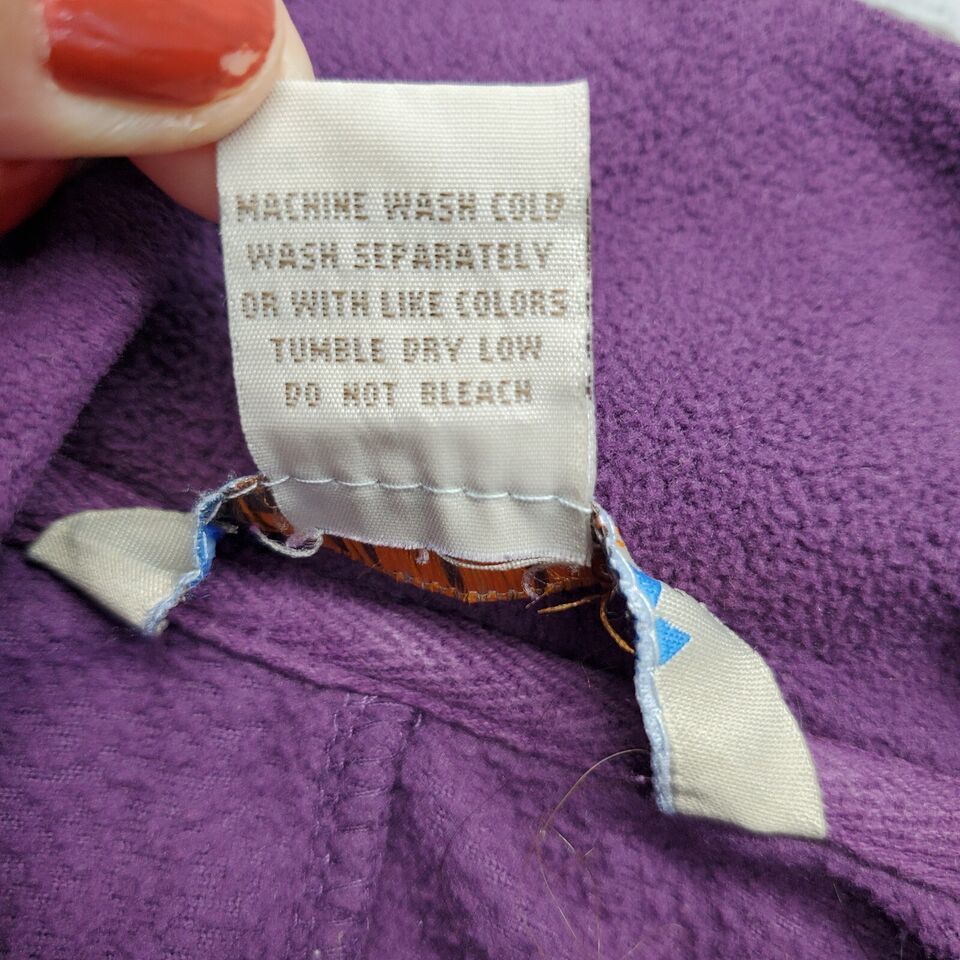 MACHINE WASH COLD
WASH SEPARATELY
OR WITH LIKE COLORS
TUMBLE DRY LOW
DO NOT BLEACH